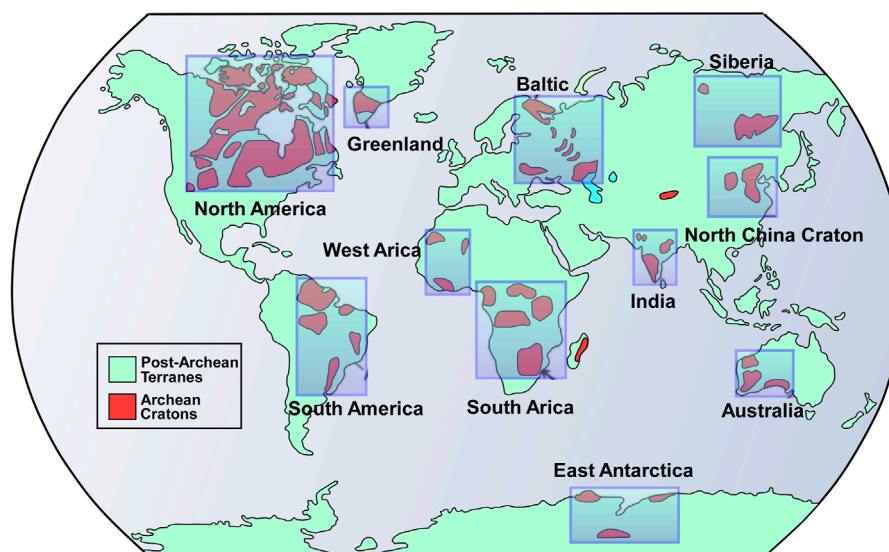 Siberia
Baltic
Greenland
North America
West Arica
North China Craton
India
Post-Archean
Terranes
Archean
Cratons
South America
South Arica
Australia
East Antarctica